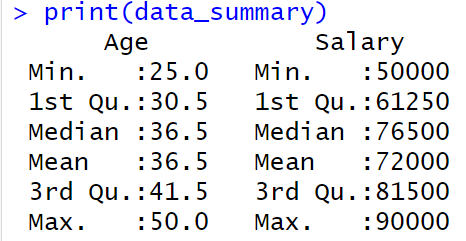 > print(data_summary)
      Age           Salary
 Min.   :25.0   Min.   :50000
 1st Qu.:30.5   1st Qu.:61250
 Median :36.5   Median :76500
 Mean   :36.5   Mean   :72000
 3rd Qu.:41.5   3rd Qu.:81500
 Max.   :50.0   Max.   :90000